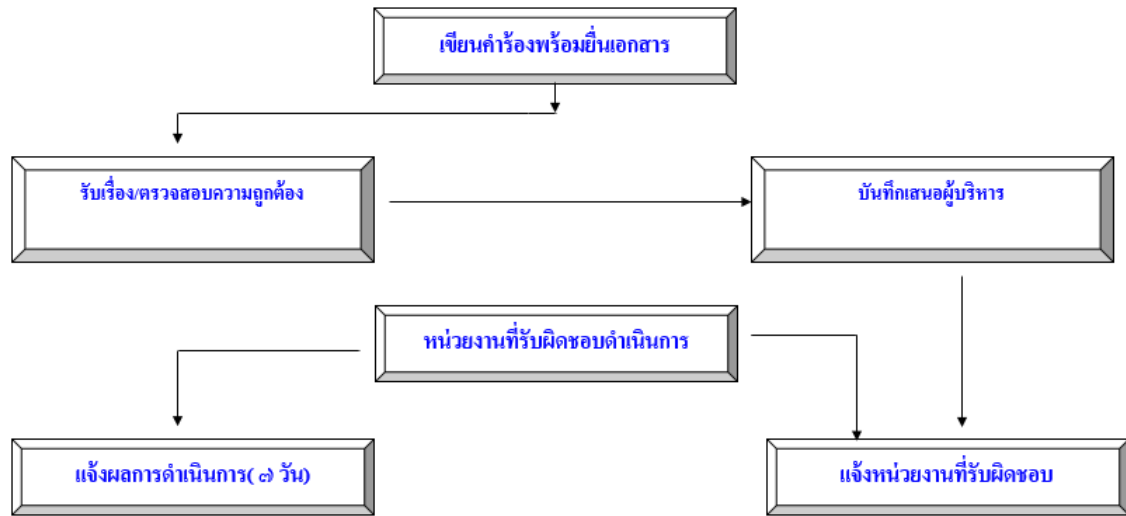 เขียนคำร้องพร้อมยื่นเอกสาร
รับเรื่อง/ตรวจสอบความถูกต้อง
บันทึกเสนอผู้บริหาร
หน่วยงานที่รับผิดชอบดำเนินการ
แจ้งผลการดำเนินการ( ๗ วัน)
แจ้งหน่วยงานที่รับผิดชอบ